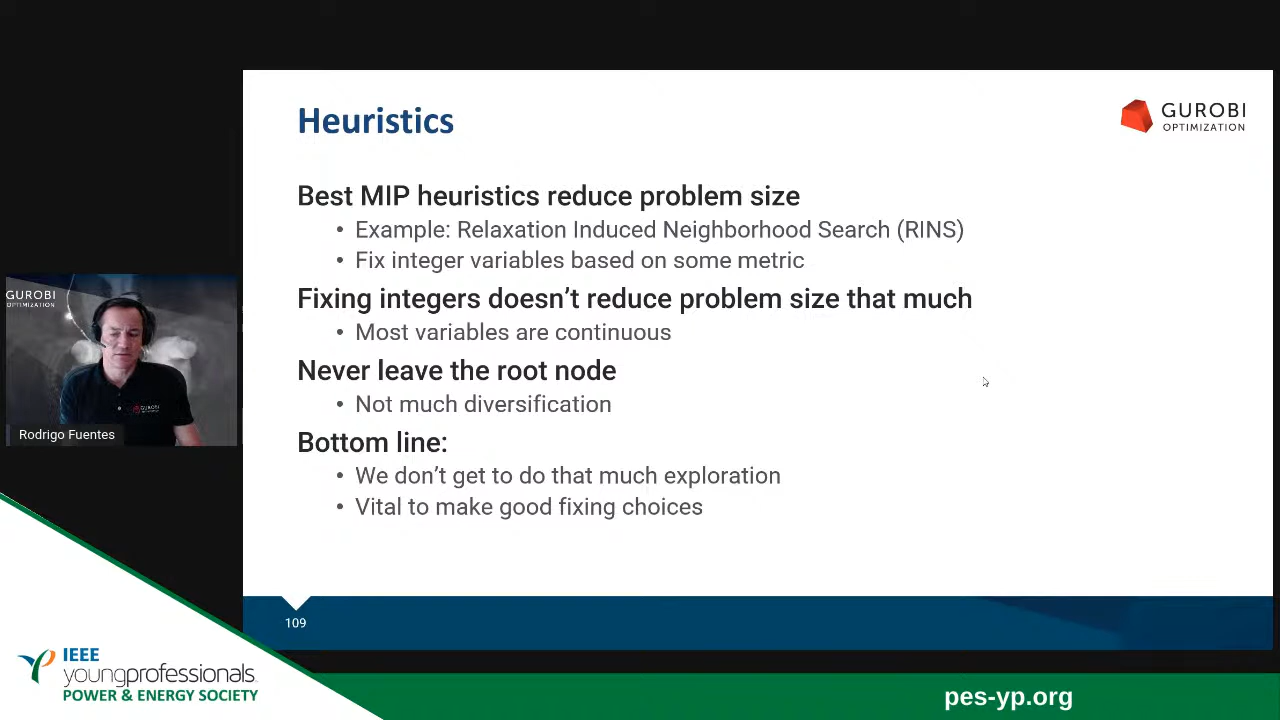 Heuristics
GUROBI
OPTIMIZATION
Best MIP heuristics reduce problem size
• Example: Relaxation Induced Neighborhood Search (RINS)
• Fix integer variables based on some metric
Fixing integers doesn’t reduce problem size that much
• Most variables are continuous
Never leave the root node
• Not much diversification
Bottom line:
• We don’t get to do that much exploration
• Vital to make good fixing choices
109
GUROBI
OPTIMIZATION
GUROBI
Rodrigo Fuentes
IEEE
youngprofessionals
POWER & ENERGY SOCIETY
pes-yp.org